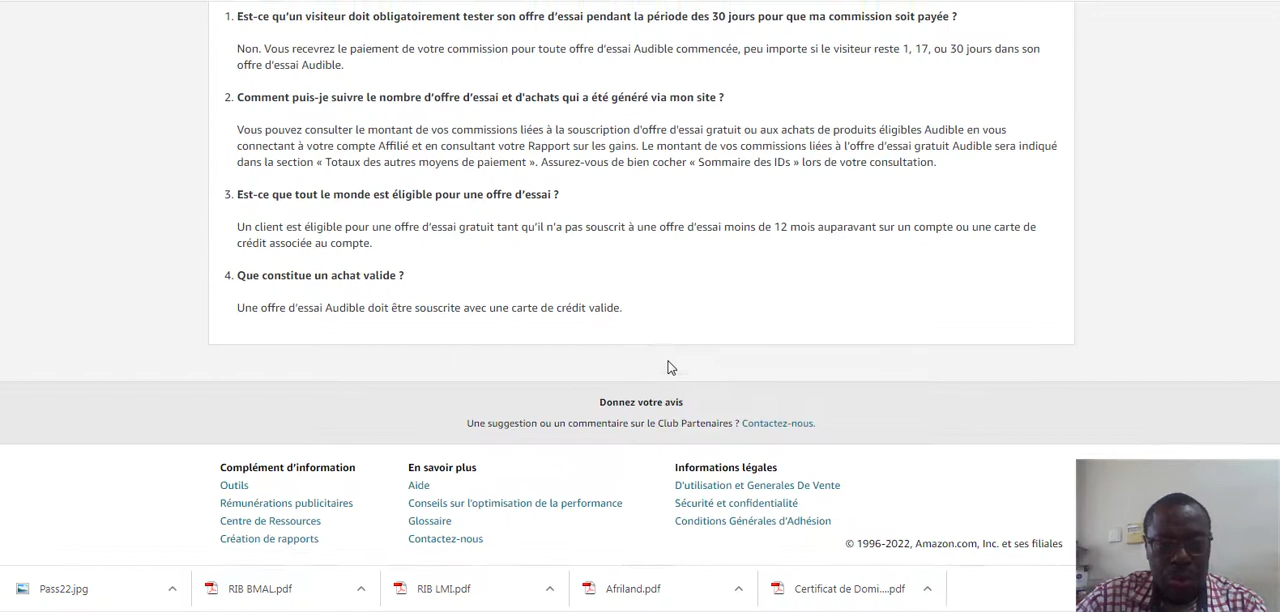 1. Est-ce qu'un visiteur doit obligatoirement tester son offre d'essai pendant la période des 30 jours pour que ma commission soit payée ?
Non. Vous recevrez le paiement de votre commission pour toute offre d'essai Audible commencée, peu importe si le visiteur reste 1, 17, ou 30 jours dans son
offre d'essai Audible.
2. Comment puis-je suivre le nombre d'offre d'essai et d'achats qui a été généré via mon site ?
Vous pouvez consulter le montant de vos commissions liées à la souscription d'offre d'essai gratuit ou aux achats de produits éligibles Audible en vous
connectant à votre compte Affilié et en consultant votre Rapport sur les gains. Le montant de vos commissions liées à l'offre d'essai gratuit Audible sera indiqué
dans la section « Totaux des autres moyens de paiement ». Assurez-vous de bien cocher « Sommaire des IDs » lors de votre consultation.
3. Est-ce que tout le monde est éligible pour une offre d'essai ?
Un client est éligible pour une offre d'essai gratuit tant qu'il n'a pas souscrit à une offre d'essai moins de 12 mois auparavant sur un compte ou une carte de
crédit associée au compte.
4. Que constitue un achat valide ?
Une offre d'essai Audible doit être souscrite avec une carte de crédit valide.
Donnez votre avis
Une suggestion ou un commentaire sur le Club Partenaires ? Contactez-nous.
Complément d'information
Outils
Rémunérations publicitaires
Centre de Ressources
Création de rapports
En savoir plus
Aide
Conseils sur l'optimisation de la performance
Glossaire
Contactez-nous
Informations légales
D'utilisation et Generales De Vente
Sécurité et confidentialité
Conditions Générales d'Adhésion
© 1996-2022, Amazon.com, Inc. et ses filiales
Pass22.jpg
RIB BMAL.pdf
RIB LMI.pdf
Afriland.pdf
Certificat de Domi....pdf